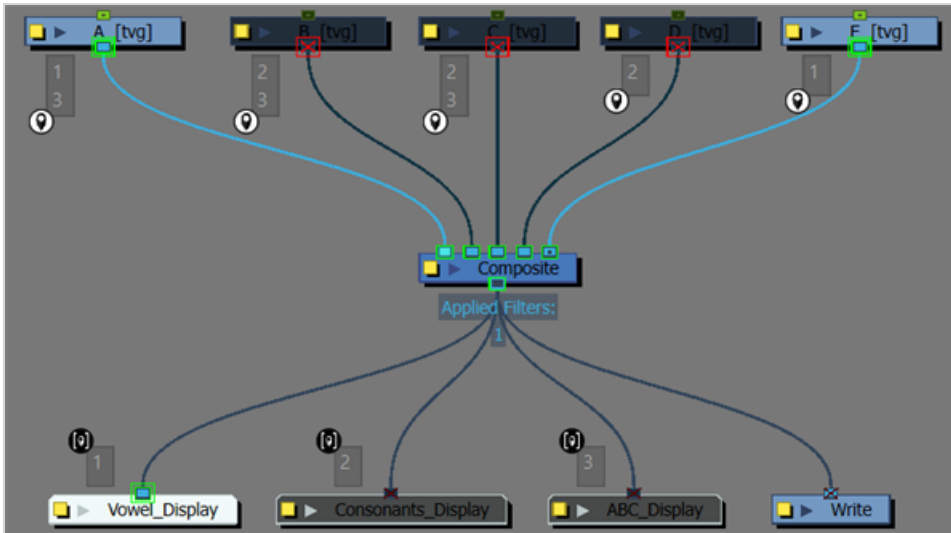 A [tvg]
B [tvg]
C [tvg]
D [tvg]
E [tvg]
1
3
2
3
2
3
2
1
Composite
Applied Filters:
1
1
2
3
Vowel_Display
Consonants_Display
ABC_Display
Write